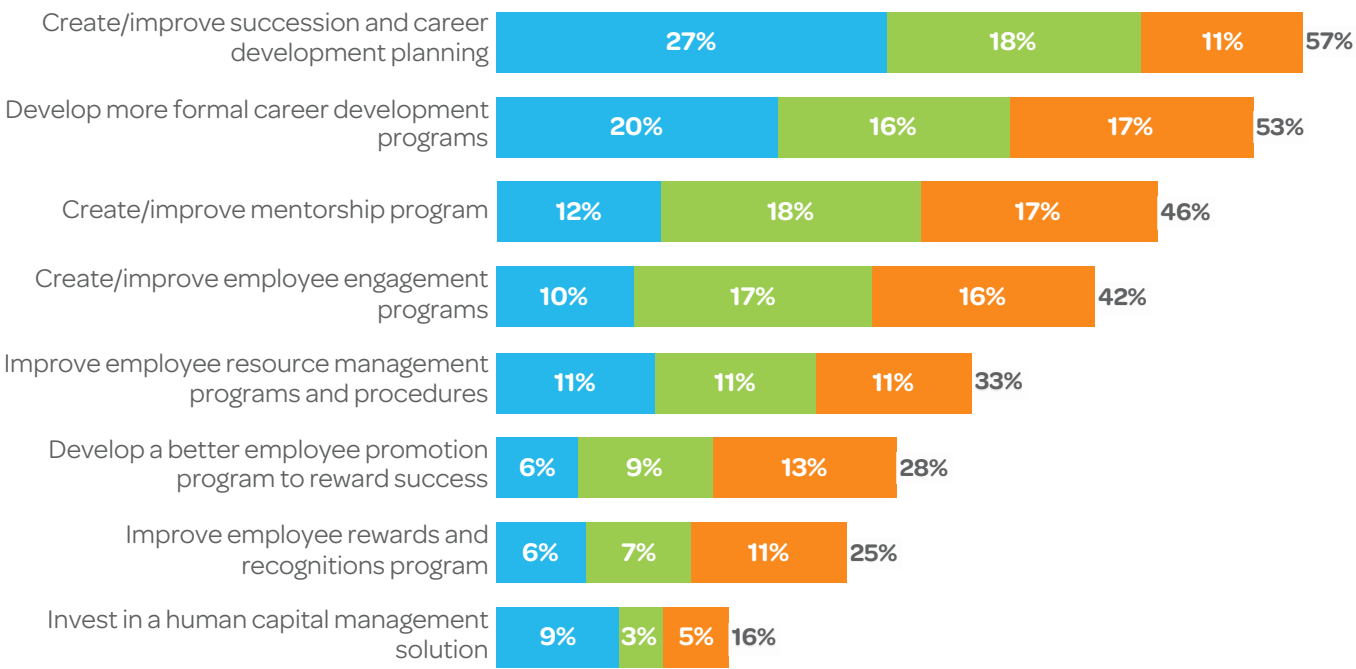 Create/improve succession and career
development planning
27% 18% 11% 57%
Develop more formal career development
programs
20% 16% 17% 53%
Create/improve mentorship program
12% 18% 17% 46%
Create/improve employee engagement
programs
10% 17% 16% 42%
Improve employee resource management
programs and procedures
11% 11% 11% 33%
Develop a better employee promotion
program to reward success
6% 9% 13% 28%
Improve employee rewards and
recognitions program
6% 7% 11% 25%
Invest in a human capital management
solution
9% 3% 5% 16%